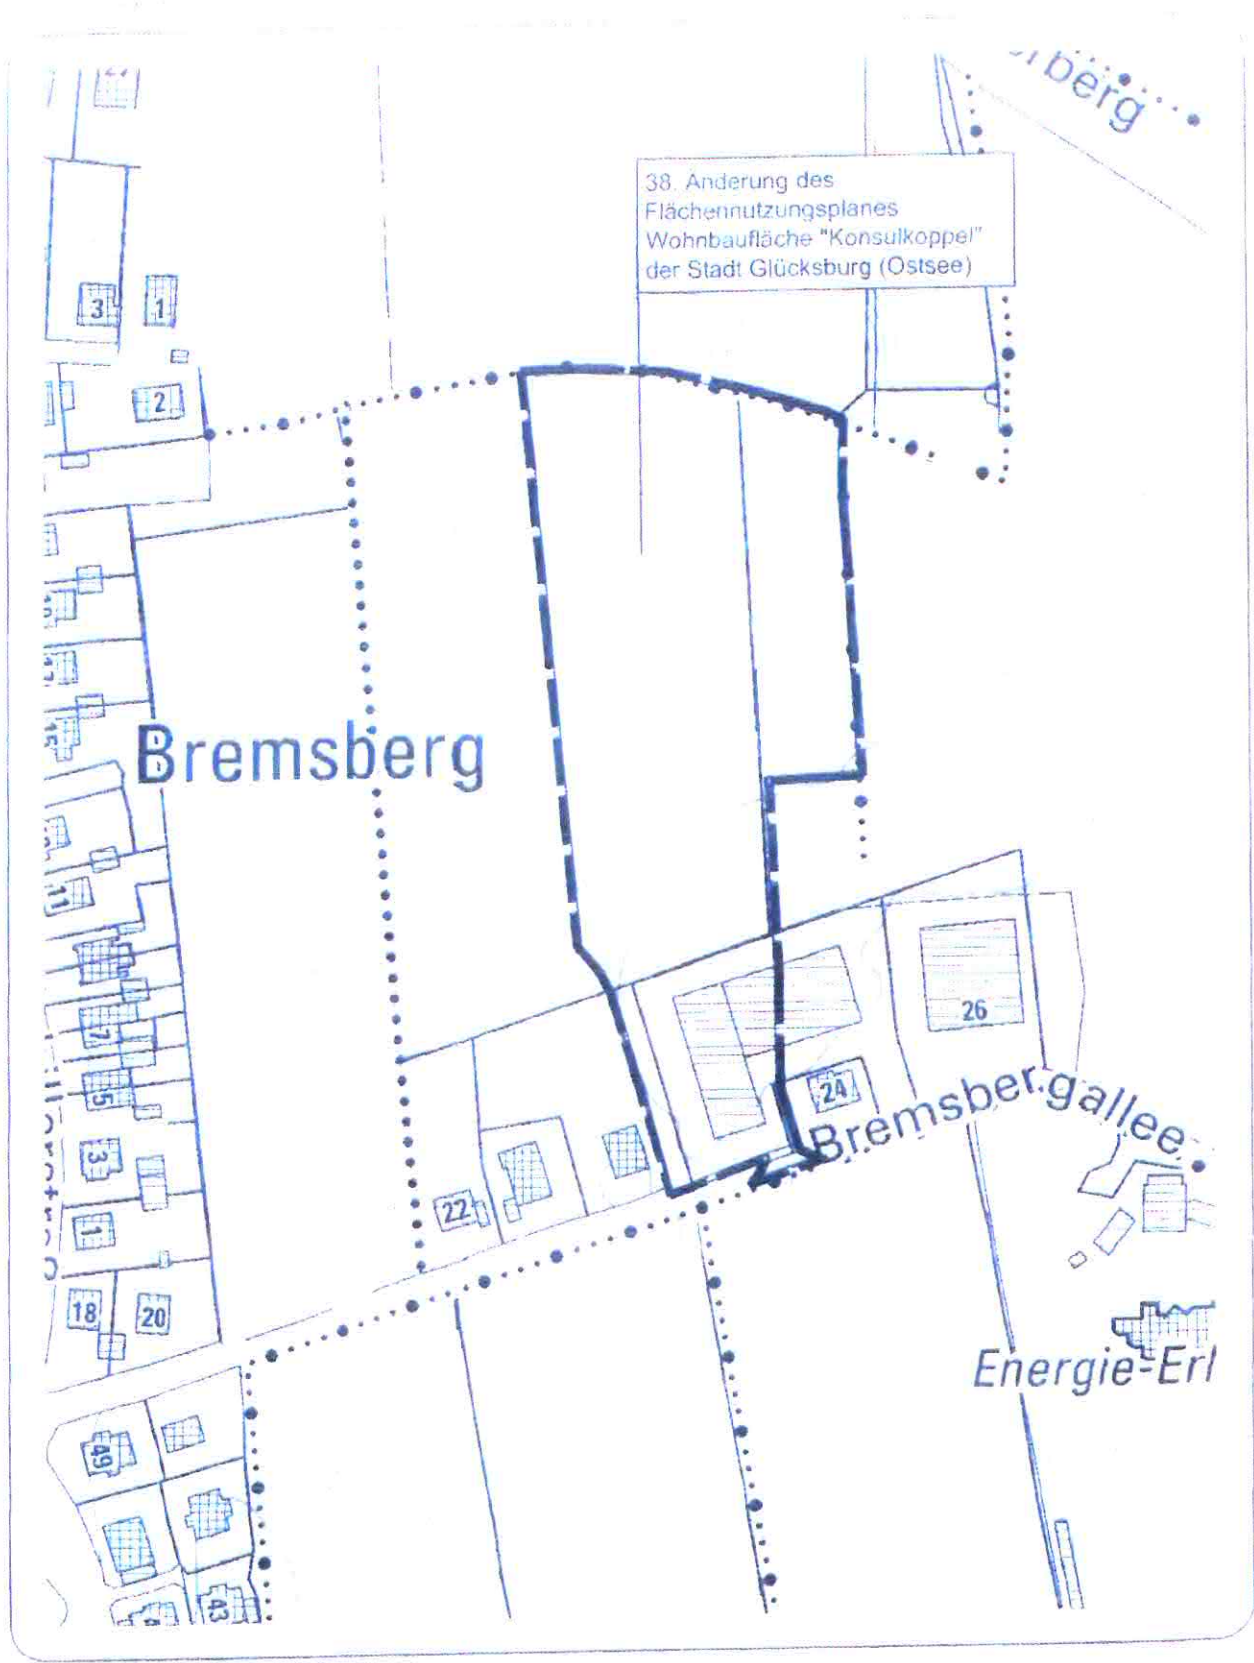 38. Änderung des
Flächennutzungsplanes
Wohnbaufläche "Konsulkoppel"
der Stadt Glücksburg (Ostsee)
3
1
2
Bremsberg
11
26
7
24
Bremsbergallee
5
3
22
1
18
20
Energie-Erl
49
43